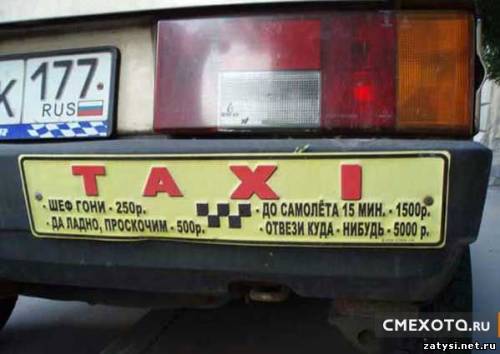 К 177
RUS
TAXI
- ШЕФ ГОНИ - 250р.
- ДА ЛАДНО, ПРОСКОЧИМ - 500р.
- ДО САМОЛЁТА 15 МИН. - 1500р.
- ОТВЕЗИ КУДА - НИБУДЬ - 5000 р.
СМЕХОТО.RU
zatysi.net.ru